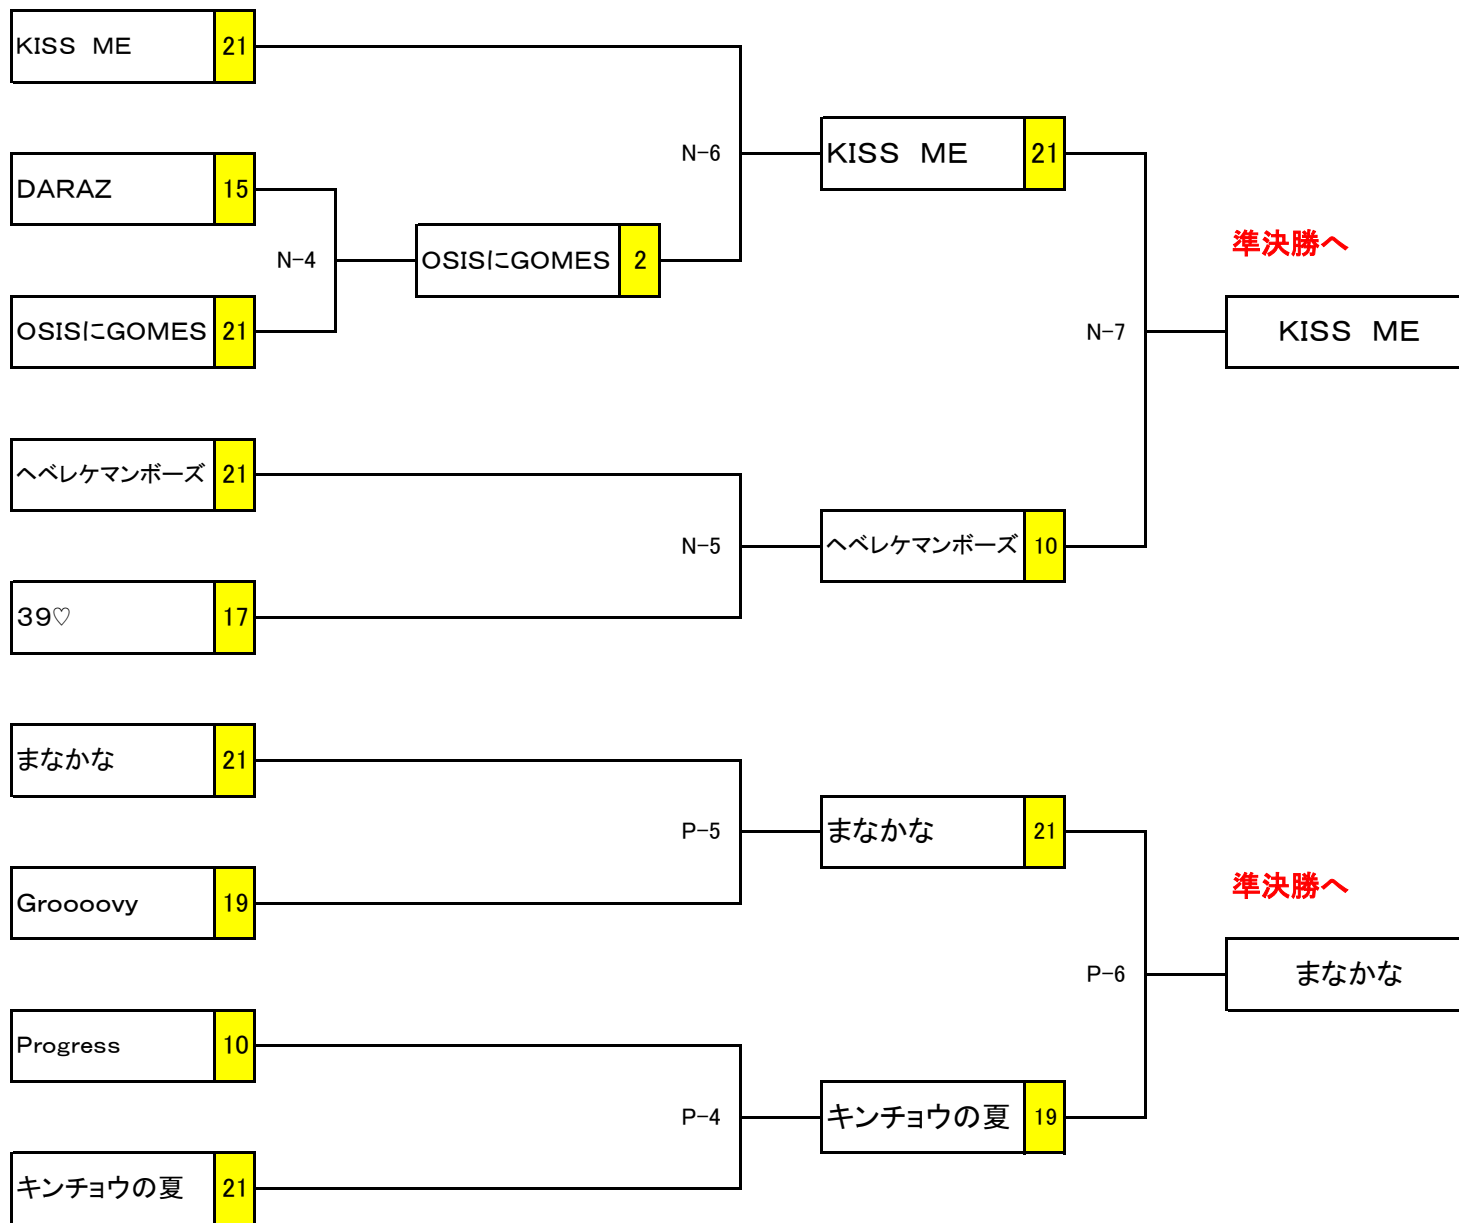 KISS ME 21
N-6
KISS ME 21
DARAZ 15
準決勝へ
N-4
OSISにGOMES 2
OSISにGOMES 21
N-7
KISS ME
ヘベレケマンボーズ 21
N-5
ヘベレケマンボーズ 10
39♡ 17
まなかな 21
P-5
まなかな 21
準決勝へ
Groooovy 19
P-6
まなかな
Progress 10
P-4
キンチョウの夏 19
キンチョウの夏 21